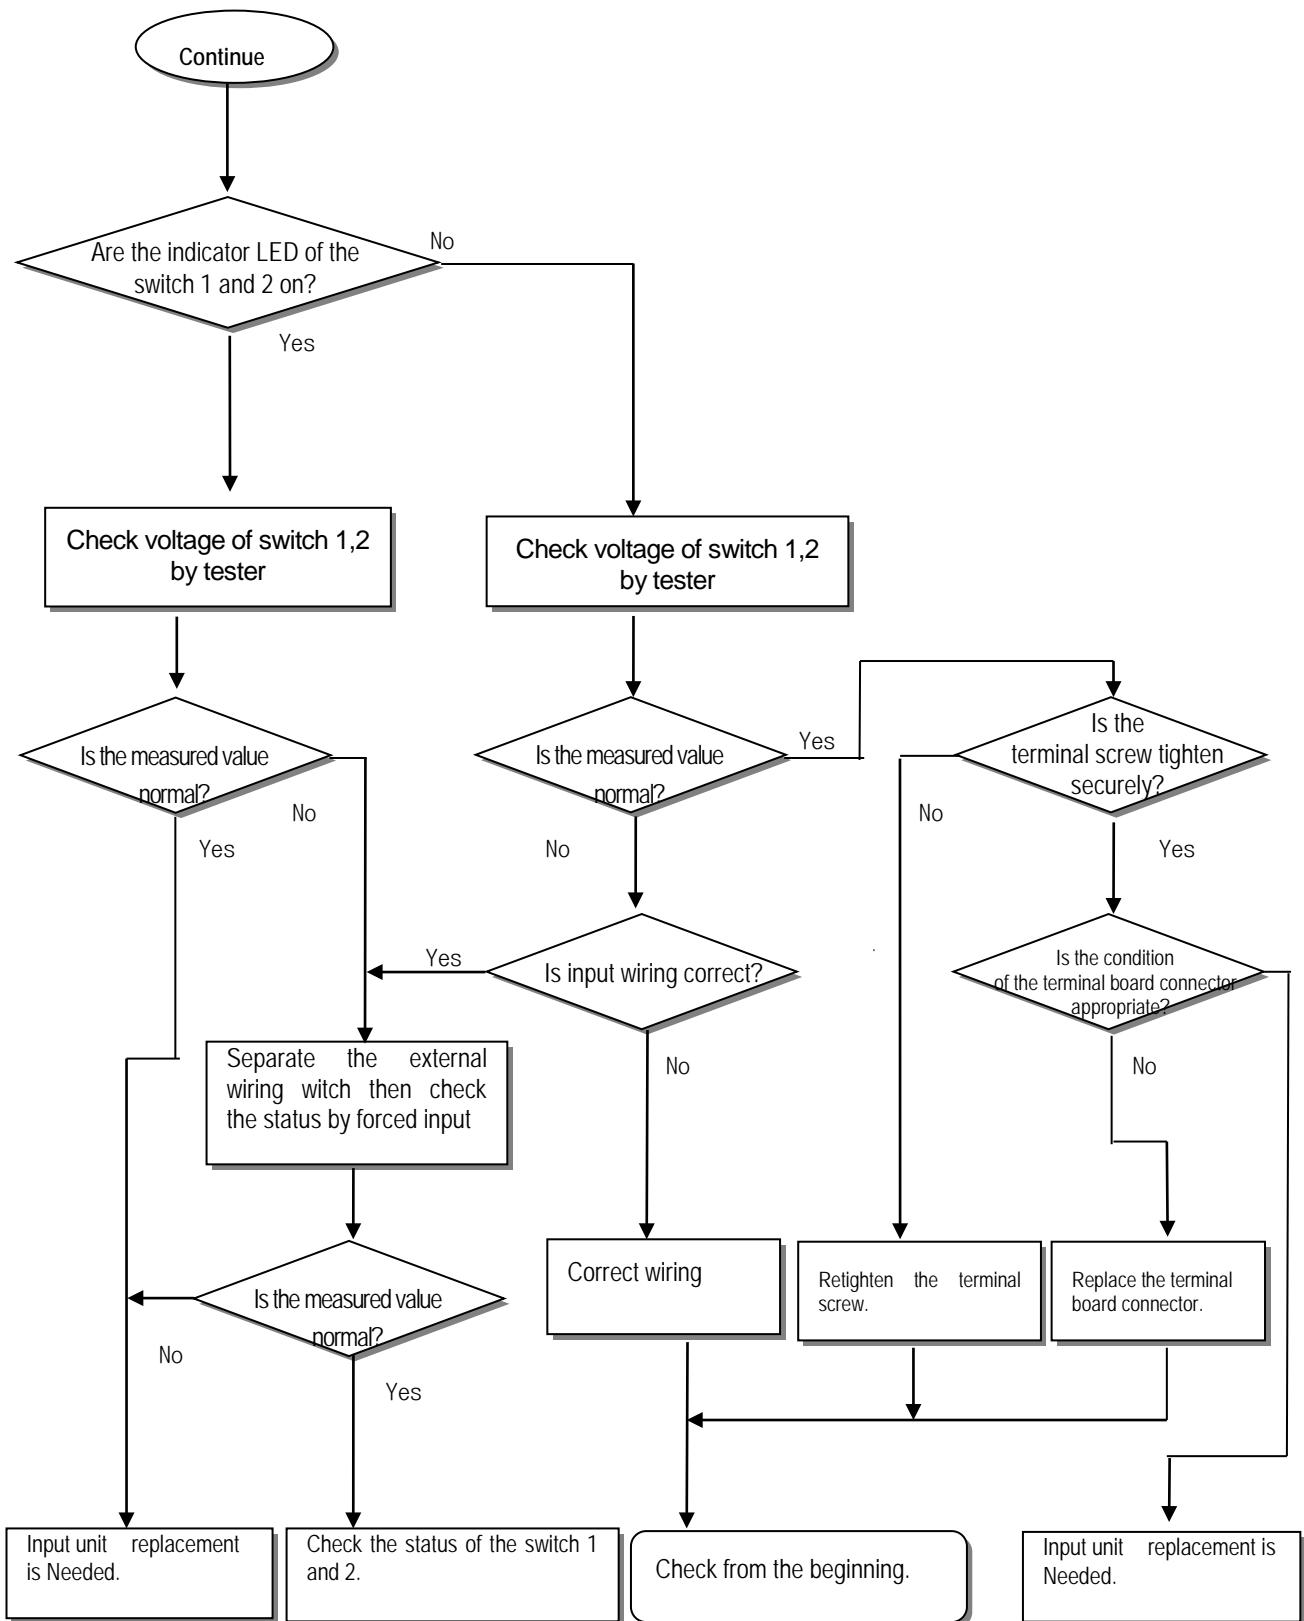 Continue
Are the indicator LED of the
switch 1 and 2 on?
No
Yes
Check voltage of switch 1,2
by tester
Check voltage of switch 1,2
by tester
Is the measured value
normal?
No
Yes
Is the measured value
normal?
Yes
No
Is the
terminal screw tighten
securely?
No
Yes
Yes
Is input wiring correct?
No
Is the condition
of the terminal board connector
appropriate?
No
Separate the external
wiring witch then check
the status by forced input
Is the measured value
normal?
No
Yes
Correct wiring
Retighten the terminal
screw.
Replace the terminal
board connector.
Input unit replacement
is Needed.
Check the status of the switch 1
and 2.
Check from the beginning.
Input unit replacement is
Needed.